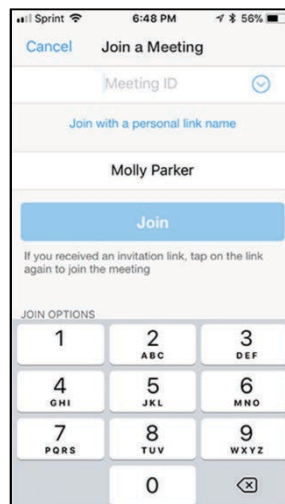 Sprint 6:48 PM 56%
Cancel Join a Meeting
Meeting ID
Join with a personal link name
Molly Parker
Join
If you received an invitation link, tap on the link
again to join the meeting
JOIN OPTIONS
1 2 3
ABC DEF
4 5 6
GHI JKL MNO
7 8 9
PQRS TUV WXYZ
0